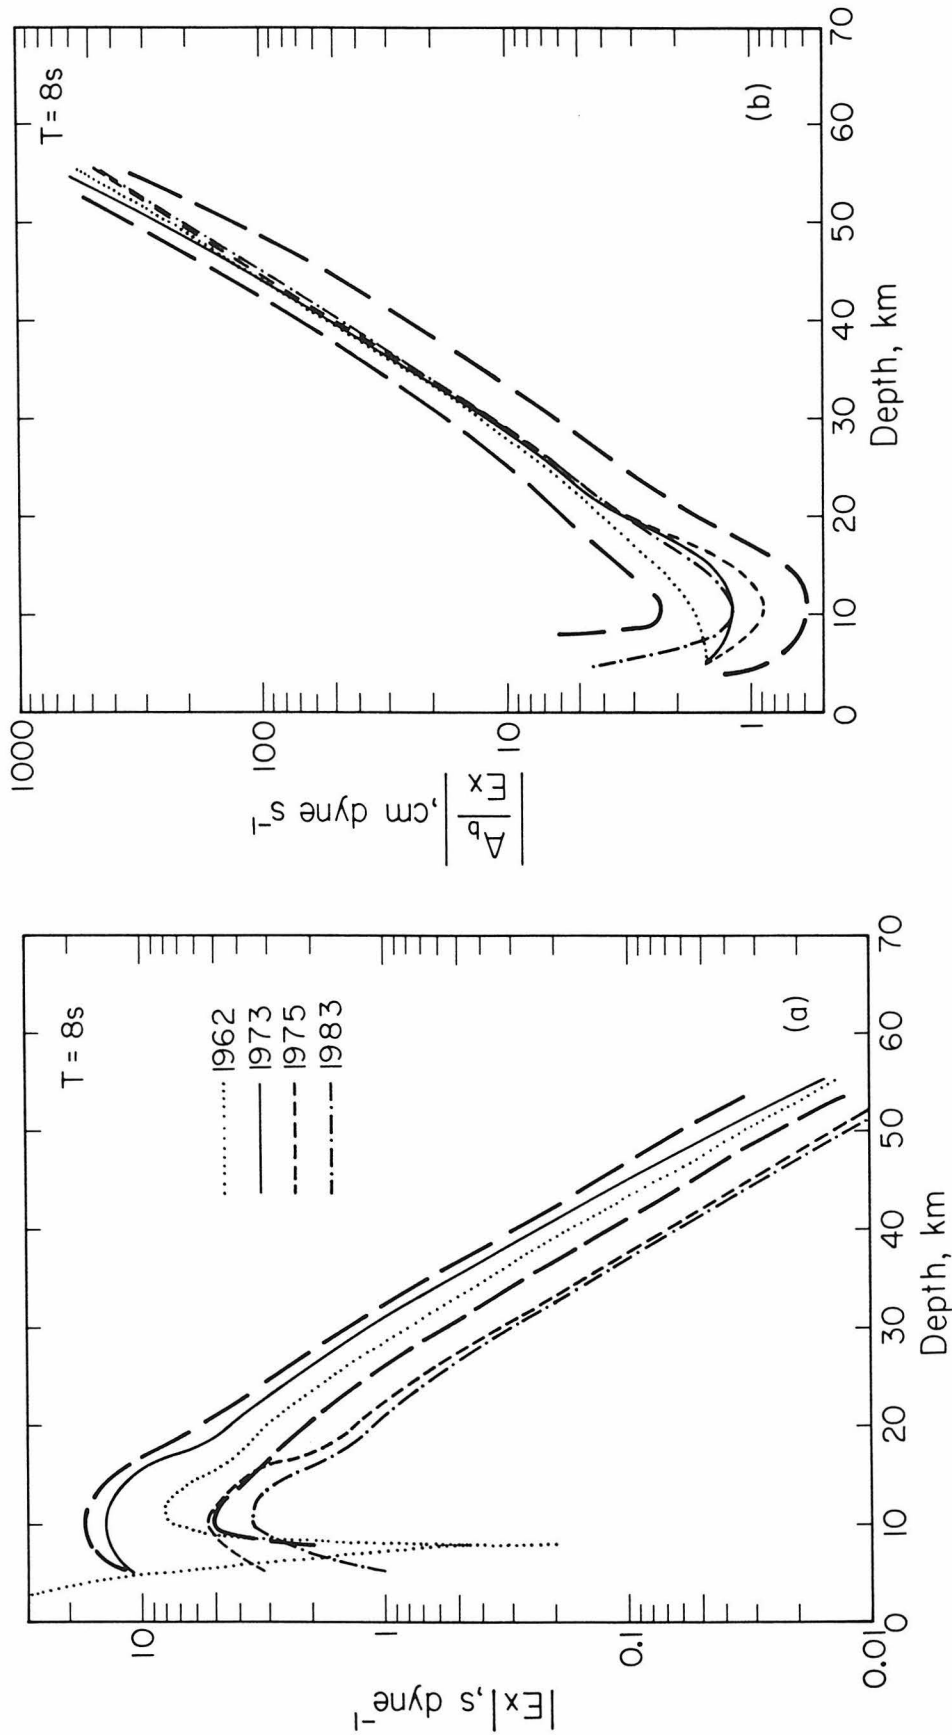 T = 8s
1962
1973
1975
1983
(a)
10
1
0.1
0.01
0 10 20 30 40 50 60 70
|Ex|, s dyne⁻¹
Depth, km
T = 8s
(b)
1000
100
10
1
0 10 20 30 40 50 60 70
|A_b / Ex|, cm dyne s⁻¹
Depth, km